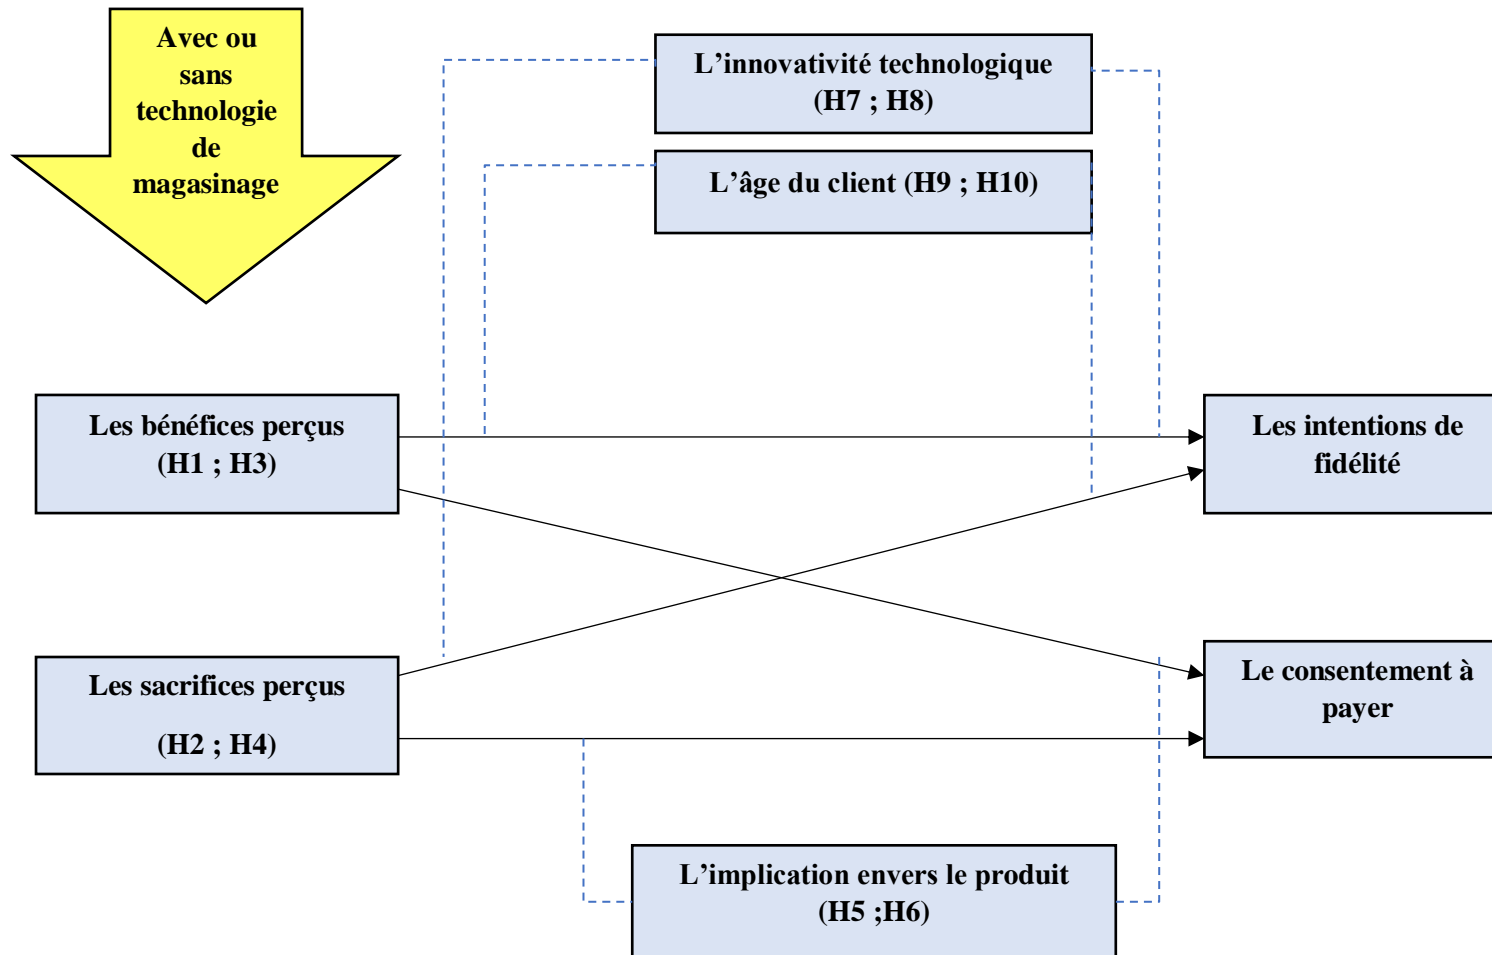 Avec ou
sans
technologie
de
magasinage
L’innovativité technologique
(H7 ; H8)
L’âge du client (H9 ; H10)
Les bénéfices perçus
(H1 ; H3)
Les intentions de
fidélité
Les sacrifices perçus
(H2 ; H4)
Le consentement à
payer
L’implication envers le produit
(H5 ;H6)